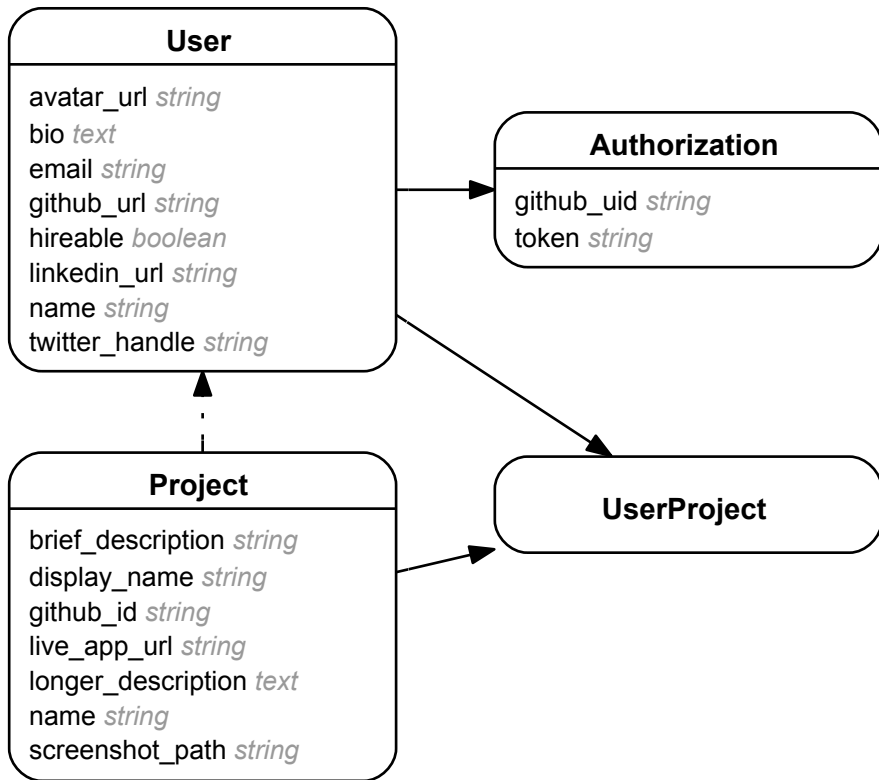 User
avatar_url string
bio text
email string
github_url string
hireable boolean
linkedin_url string
name string
twitter_handle string
Authorization
github_uid string
token string
Project
brief_description string
display_name string
github_id string
live_app_url string
longer_description text
name string
screenshot_path string
UserProject